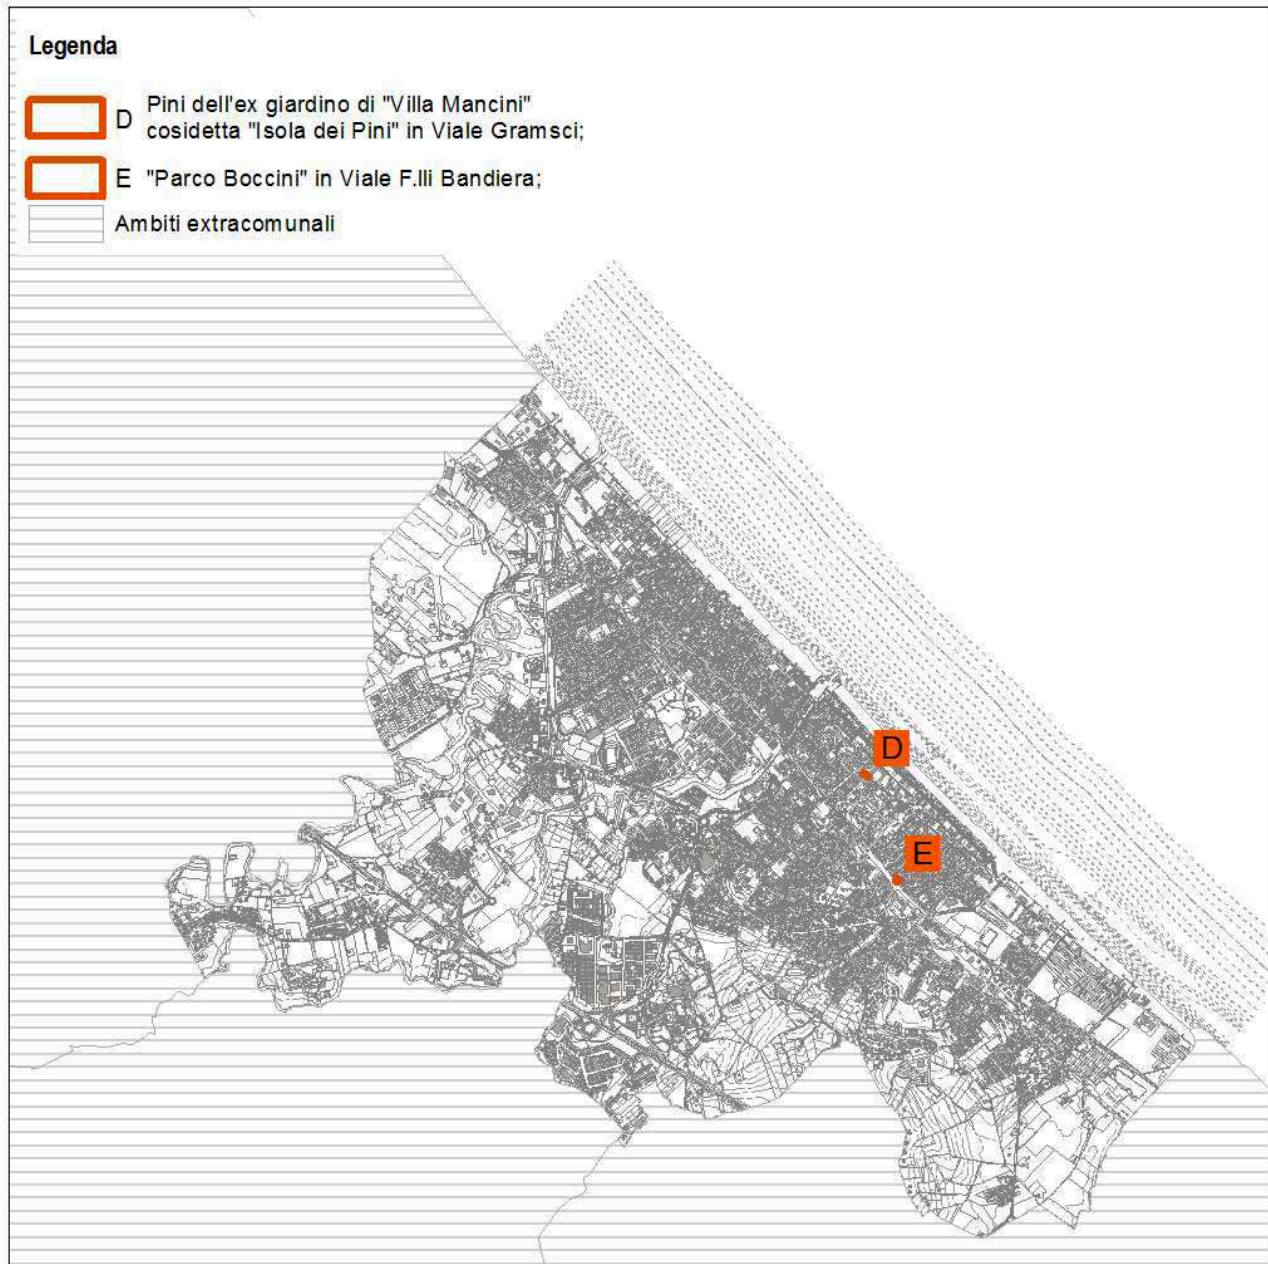 Legenda
D Pini dell'ex giardino di "Villa Mancini"
cosidetta "Isola dei Pini" in Viale Gramsci;
E "Parco Boccini" in Viale F.lli Bandiera;
Ambiti extracomunali
D
E